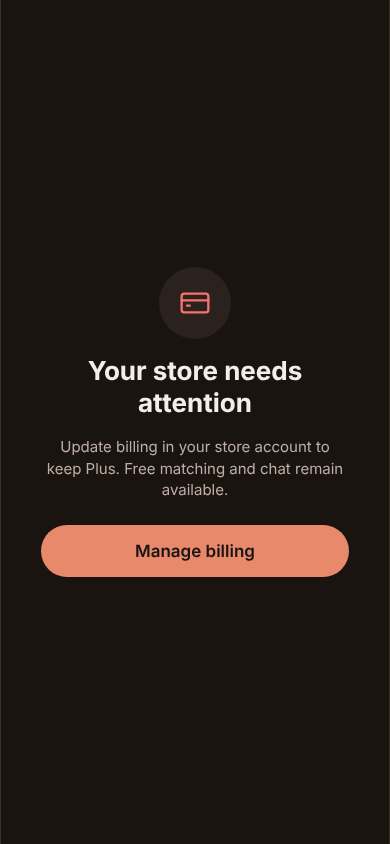 Your store needs
attention
Update billing in your store account to
keep Plus. Free matching and chat remain
available.
Manage billing